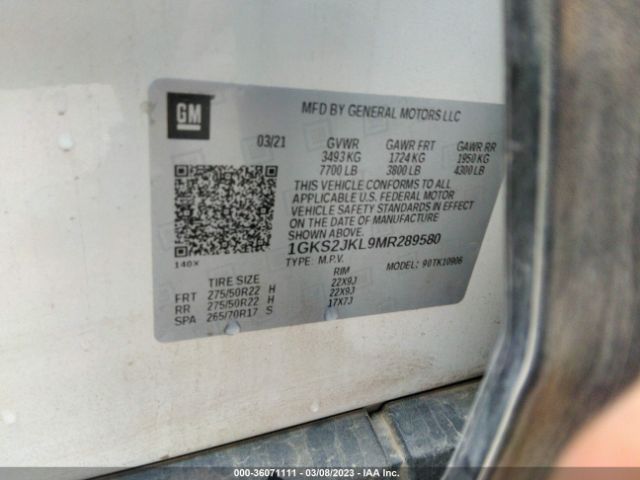 GM
MFD BY GENERAL MOTORS LLC
03/21 GVWR GAWR FRT GAWR RR
3493 KG 1724 KG 1950 KG
7700 LB 3800 LB 4300 LB
THIS VEHICLE CONFORMS TO ALL
APPLICABLE U.S. FEDERAL MOTOR
VEHICLE SAFETY STANDARDS IN EFFECT
ON THE DATE OF MANUFACTURE
SHOWN ABOVE.
1GKS2JKL9MR289580
140X TYPE: M.P.V. MODEL: 90TK10906
TIRE SIZE RIM
FRT 275/50R22 H 22X9J
RR 275/50R22 H 22X9J
SPA 265/70R17 S 17X7J
000-36071111 — 03/08/2023 — IAA Inc.